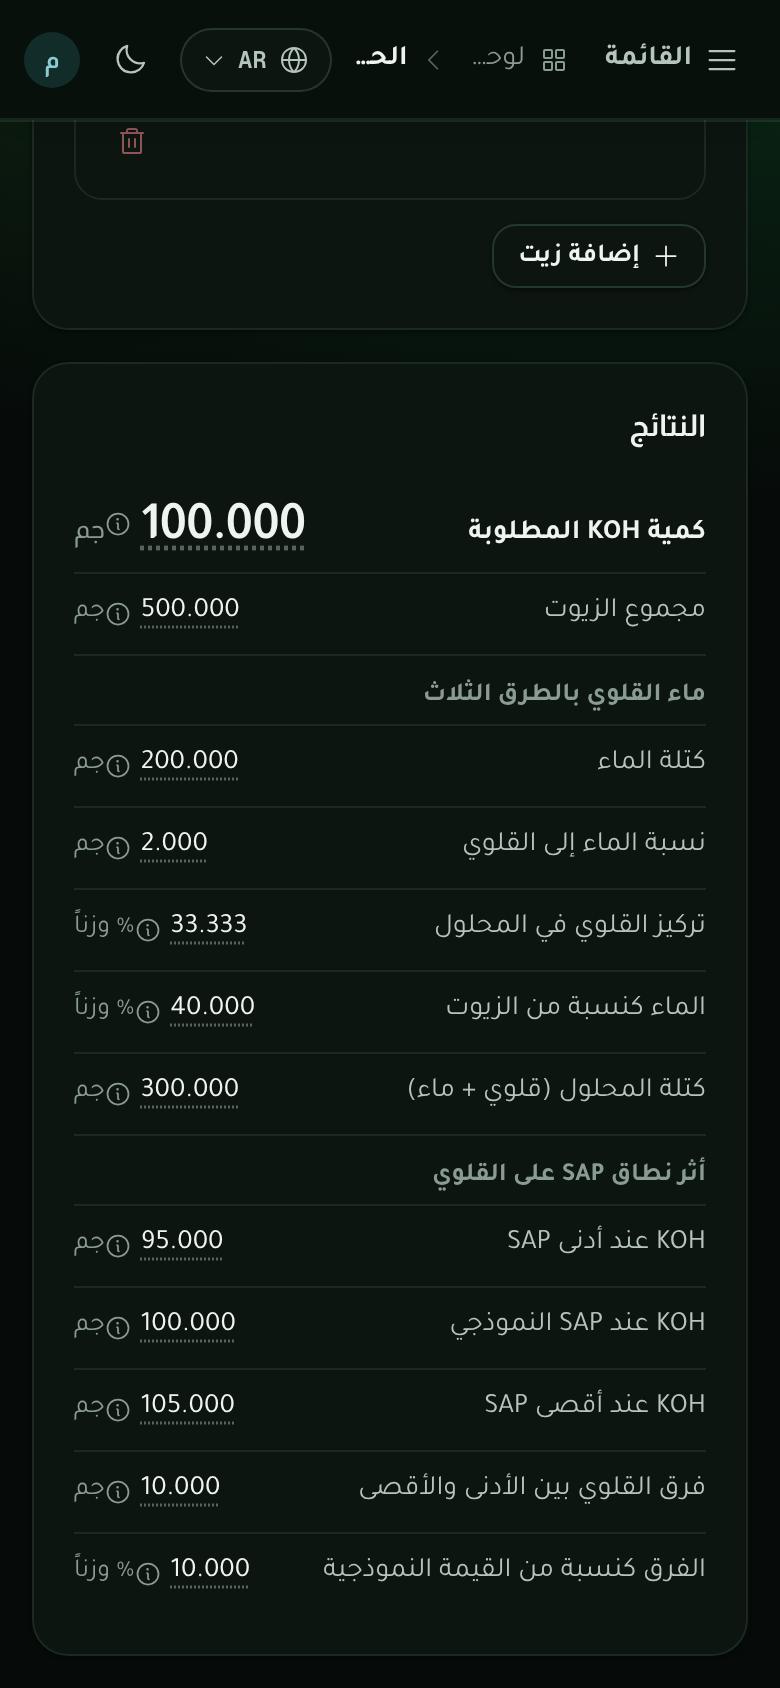 القائمة لوحـ... الحـ... AR م
إضافة زيت
النتائج
كمية KOH المطلوبة 100.000 جم
مجموع الزيوت 500.000 جم
ماء القلوي بالطرق الثلاث
كتلة الماء 200.000 جم
نسبة الماء إلى القلوي 2.000 جم
تركيز القلوي في المحلول 33.333 % وزناً
الماء كنسبة من الزيوت 40.000 % وزناً
كتلة المحلول (قلوي + ماء) 300.000 جم
أثر نطاق SAP على القلوي
KOH عند أدنى SAP 95.000 جم
KOH عند SAP النموذجي 100.000 جم
KOH عند أقصى SAP 105.000 جم
فرق القلوي بين الأدنى والأقصى 10.000 جم
الفرق كنسبة من القيمة النموذجية 10.000 % وزناً